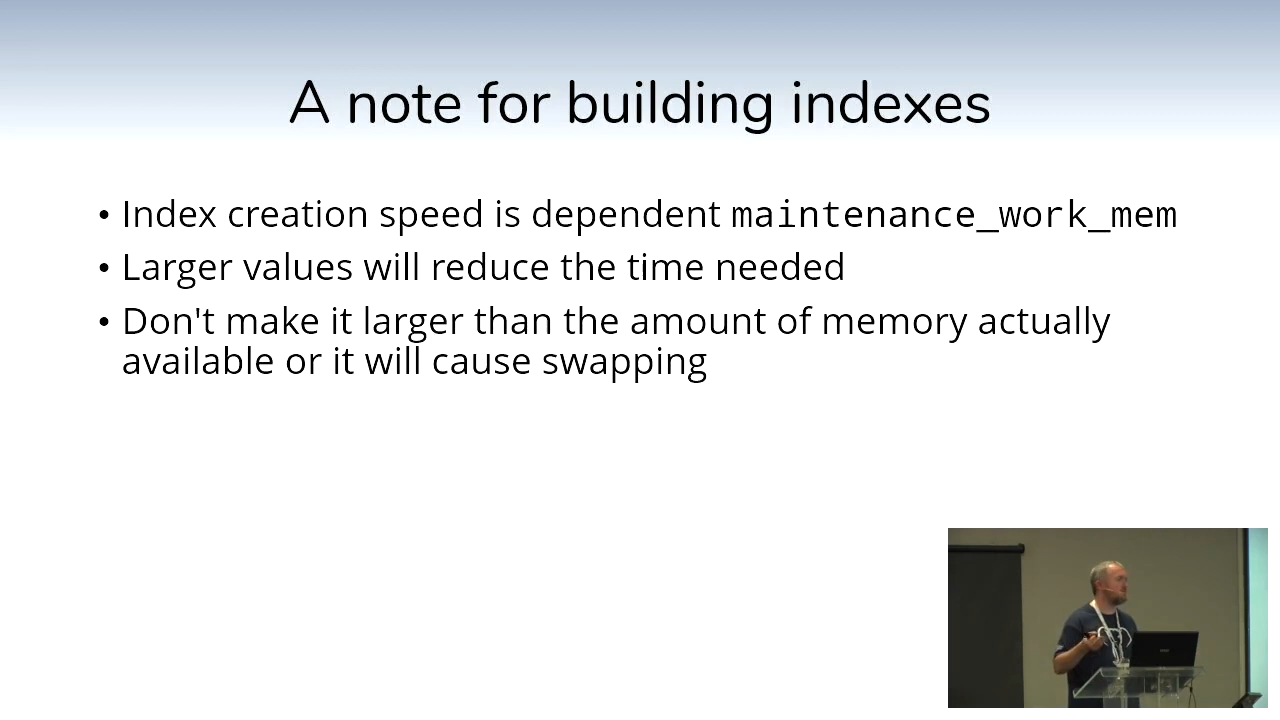 A note for building indexes
• Index creation speed is dependent maintenance_work_mem
• Larger values will reduce the time needed
• Don't make it larger than the amount of memory actually
available or it will cause swapping